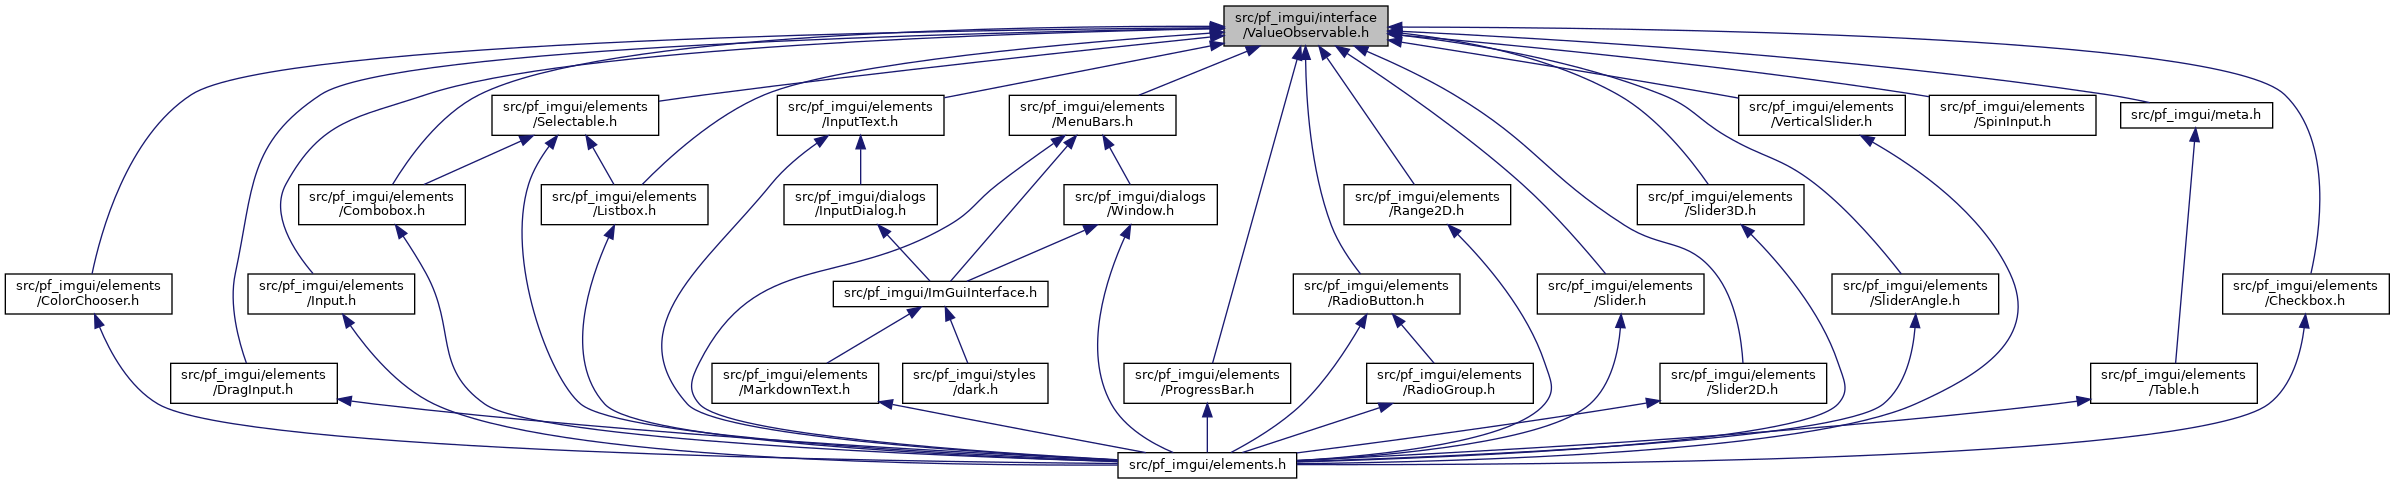 src/pf_imgui/interface
/ValueObservable.h
src/pf_imgui/elements
/Selectable.h
src/pf_imgui/elements
/InputText.h
src/pf_imgui/elements
/MenuBars.h
src/pf_imgui/elements
/VerticalSlider.h
src/pf_imgui/elements
/SpinInput.h
src/pf_imgui/meta.h
src/pf_imgui/elements
/Combobox.h
src/pf_imgui/elements
/Listbox.h
src/pf_imgui/dialogs
/InputDialog.h
src/pf_imgui/dialogs
/Window.h
src/pf_imgui/elements
/Range2D.h
src/pf_imgui/elements
/Slider3D.h
src/pf_imgui/elements
/ColorChooser.h
src/pf_imgui/elements
/Input.h
src/pf_imgui/ImGuiInterface.h
src/pf_imgui/elements
/RadioButton.h
src/pf_imgui/elements
/Slider.h
src/pf_imgui/elements
/SliderAngle.h
src/pf_imgui/elements
/Checkbox.h
src/pf_imgui/elements
/DragInput.h
src/pf_imgui/elements
/MarkdownText.h
src/pf_imgui/styles
/dark.h
src/pf_imgui/elements
/ProgressBar.h
src/pf_imgui/elements
/RadioGroup.h
src/pf_imgui/elements
/Slider2D.h
src/pf_imgui/elements
/Table.h
src/pf_imgui/elements.h